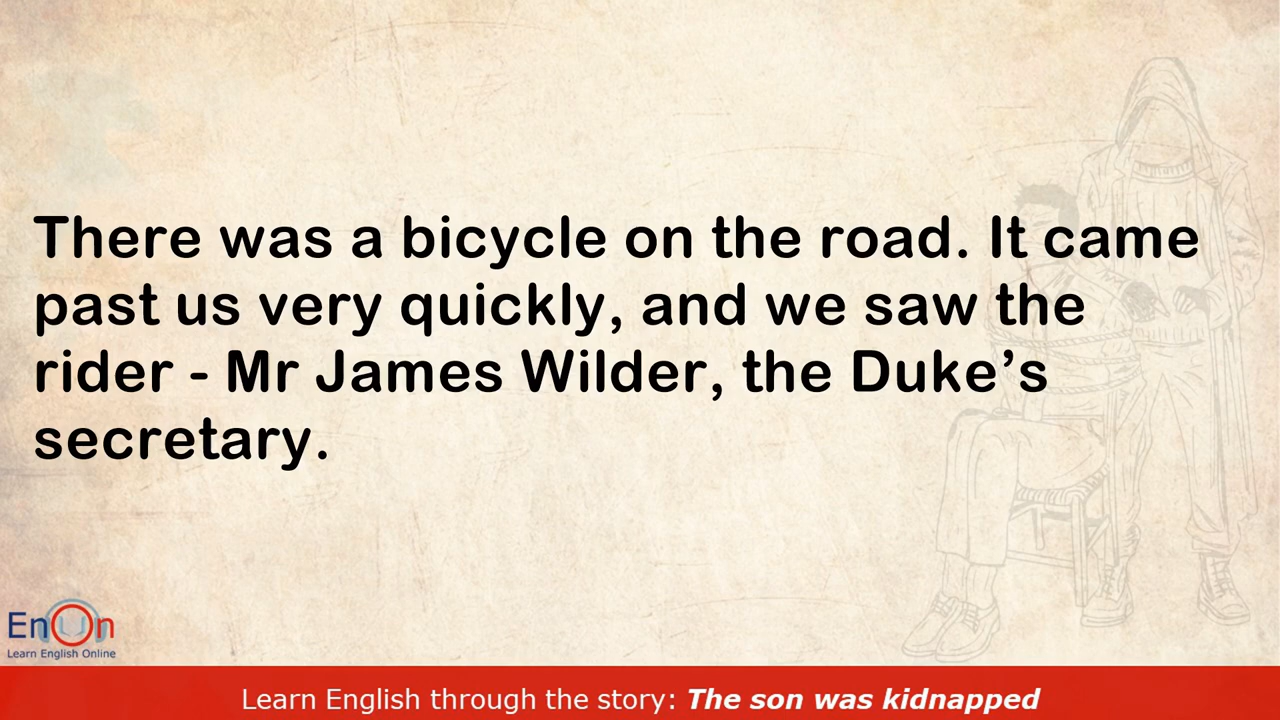 There was a bicycle on the road. It came
past us very quickly, and we saw the
rider - Mr James Wilder, the Duke’s
secretary.
EnOn
Learn English Online
Learn English through the story: The son was kidnapped